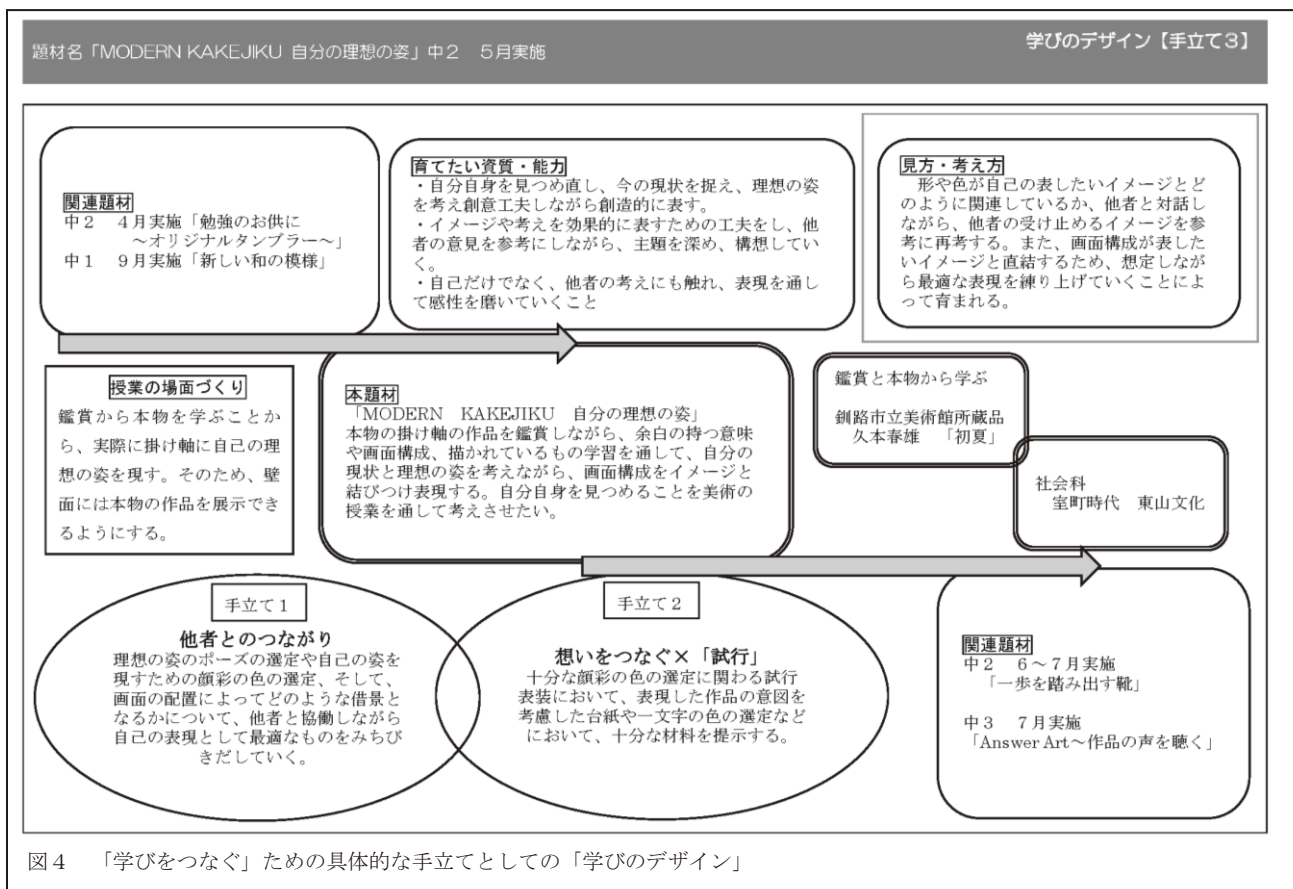 題材名「MODERN KAKEJIKU 自分の理想の姿」中2　5月実施
学びのデザイン【手立て3】
関連題材
中2　4月実施「勉強のお供に
～オリジナルタンブラー～」
中1　9月実施「新しい和の模様」
育てたい資質・能力
・自分自身を見つめ直し、今の現状を捉え、理想の姿
を考え創意工夫しながら創造的に表す。
・イメージや考えを効果的に表すための工夫をし、他
者の意見を参考にしながら、主題を深め、構想してい
く。
・自己だけでなく、他者の考えにも触れ、表現を通し
て感性を磨いていくこと
見方・考え方
形や色が自己の表したいイメージとど
のように関連しているか、他者と対話し
ながら、他者の受け止めるイメージを参
考に再考する。また、画面構成が表した
いイメージと直結するため、想定しなが
ら最適な表現を練り上げていくことによ
って育まれる。
授業の場面づくり
鑑賞から本物を学ぶことか
ら、実際に掛け軸に自己の理
想の姿を現す。そのため、壁
面には本物の作品を展示でき
るようにする。
本題材
「MODERN　KAKEJIKU　自分の理想の姿」
本物の掛け軸の作品を鑑賞しながら、余白の持つ意味
や画面構成、描かれているもの学習を通して、自分の
現状と理想の姿を考えながら、画面構成をイメージと
結びつけ表現する。自分自身を見つめることを美術の
授業を通して考えさせたい。
鑑賞と本物から学ぶ
釧路市立美術館所蔵品
久本春雄　「初夏」
社会科
室町時代　東山文化
手立て1
他者とのつながり
理想の姿のポーズの選定や自己の姿を
現すための顔彩の色の選定、そして、
画面の配置によってどのような借景と
なるかについて、他者と協働しながら
自己の表現として最適なものをみちび
きだしていく。
手立て2
想いをつなぐ×「試行」
十分な顔彩の色の選定に関わる試行
表装において、表現した作品の意図を
考慮した台紙や一文字の色の選定など
において、十分な材料を提示する。
関連題材
中2　6～7月実施
「一歩を踏み出す靴」
中3　7月実施
「Answer Art～作品の声を聴く」
図4　「学びをつなぐ」ための具体的な手立てとしての「学びのデザイン」